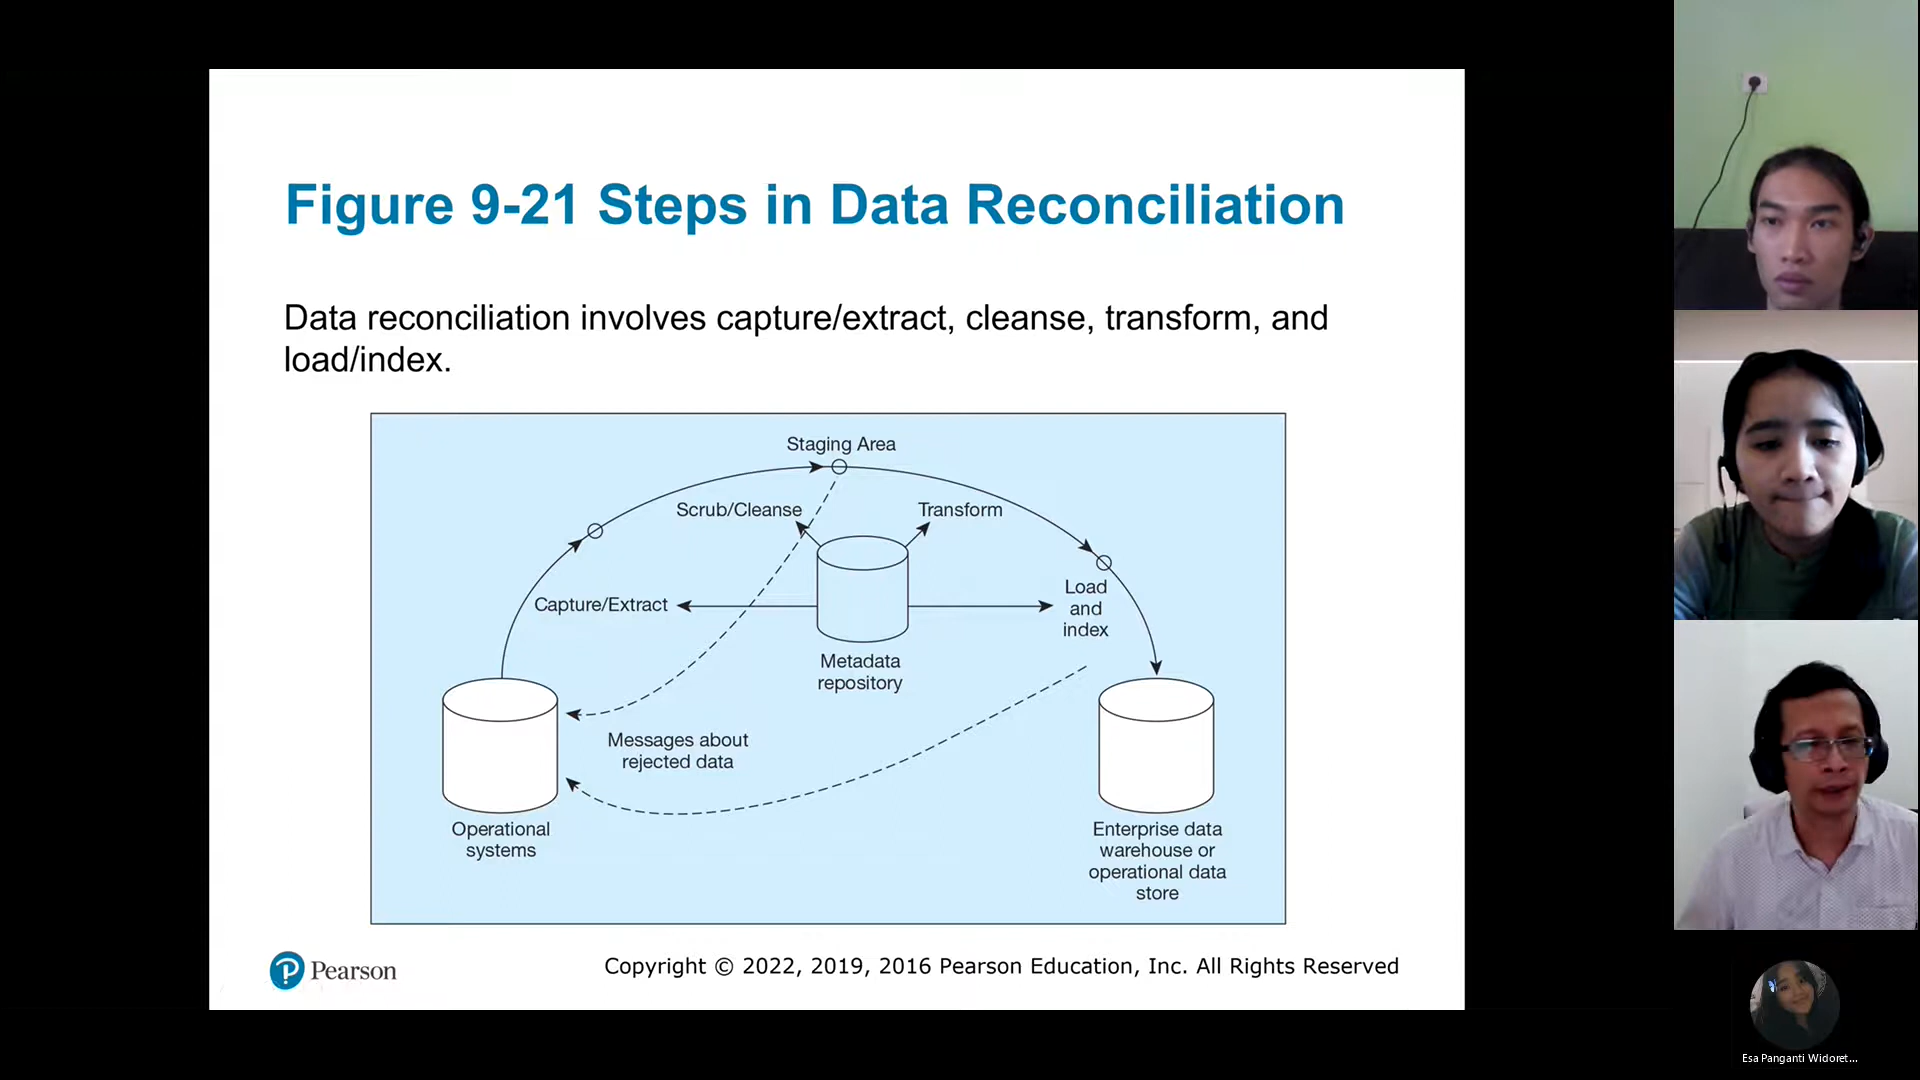 Figure 9-21 Steps in Data Reconciliation
Data reconciliation involves capture/extract, cleanse, transform, and
load/index.
Staging Area
Scrub/Cleanse
Transform
Capture/Extract
Load
and
index
Metadata
repository
Messages about
rejected data
Operational
systems
Enterprise data
warehouse or
operational data
store
Pearson
Copyright © 2022, 2019, 2016 Pearson Education, Inc. All Rights Reserved
Esa Panganti Widoret...